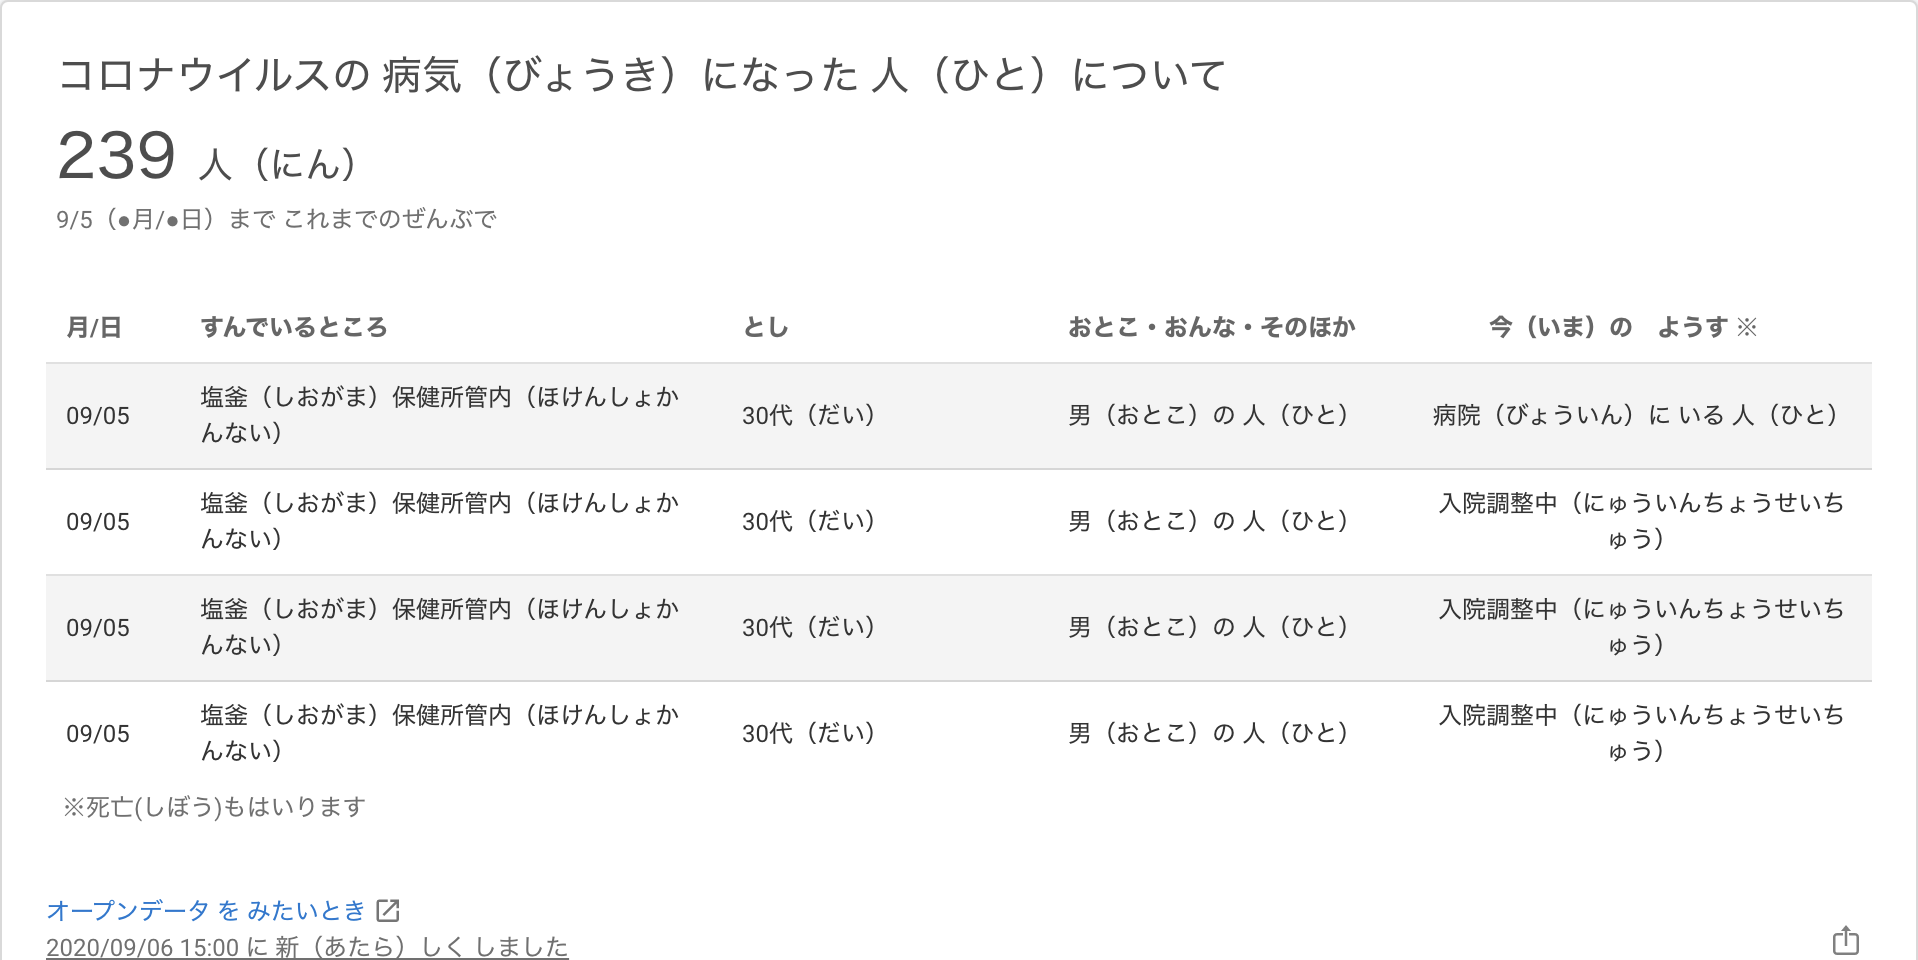 コロナウイルスの 病気（びょうき）になった 人（ひと）について
239 人（にん）
9/5（●月/●日）まで これまでのぜんぶで
月/日 すんでいるところ とし おとこ・おんな・そのほか 今（いま）の　ようす ※
09/05 塩釜（しおがま）保健所管内（ほけんしょか
んない） 30代（だい） 男（おとこ）の 人（ひと） 病院（びょういん）に いる 人（ひと）
09/05 塩釜（しおがま）保健所管内（ほけんしょか
んない） 30代（だい） 男（おとこ）の 人（ひと） 入院調整中（にゅういんちょうせいち
ゅう）
09/05 塩釜（しおがま）保健所管内（ほけんしょか
んない） 30代（だい） 男（おとこ）の 人（ひと） 入院調整中（にゅういんちょうせいち
ゅう）
09/05 塩釜（しおがま）保健所管内（ほけんしょか
んない） 30代（だい） 男（おとこ）の 人（ひと） 入院調整中（にゅういんちょうせいち
ゅう）
※死亡(しぼう)もはいります
オープンデータ を みたいとき
2020/09/06 15:00 に 新（あたら）しく しました